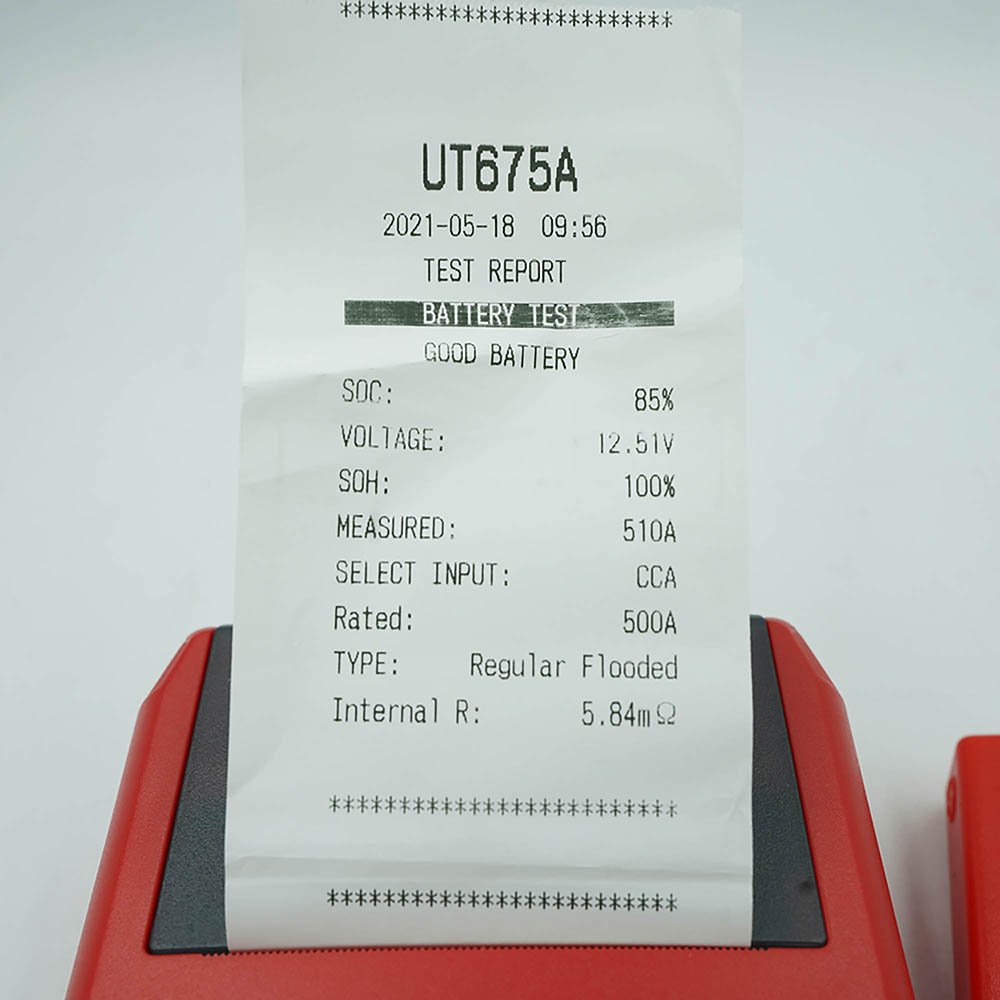 **************************
UT675A
2021-05-18 09:56
TEST REPORT
BATTERY TEST
GOOD BATTERY
SOC: 85%
VOLTAGE: 12.51V
SOH: 100%
MEASURED: 510A
SELECT INPUT: CCA
Rated: 500A
TYPE: Regular Flooded
Internal R: 5.84mΩ
**************************
**************************